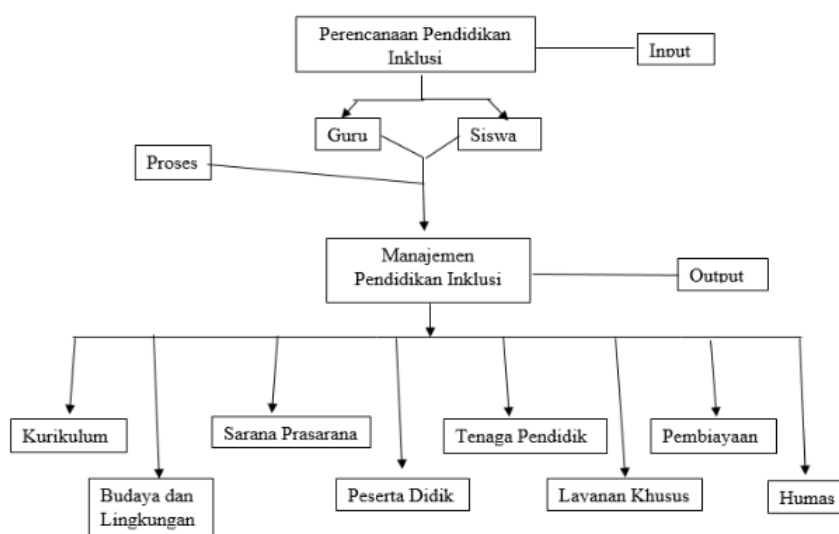 Perencanaan Pendidikan
Inklusi
Input
Guru
Siswa
Proses
Manajemen
Pendidikan Inklusi
Output
Kurikulum
Sarana Prasarana
Tenaga Pendidik
Pembiayaan
Budaya dan
Lingkungan
Peserta Didik
Layanan Khusus
Humas